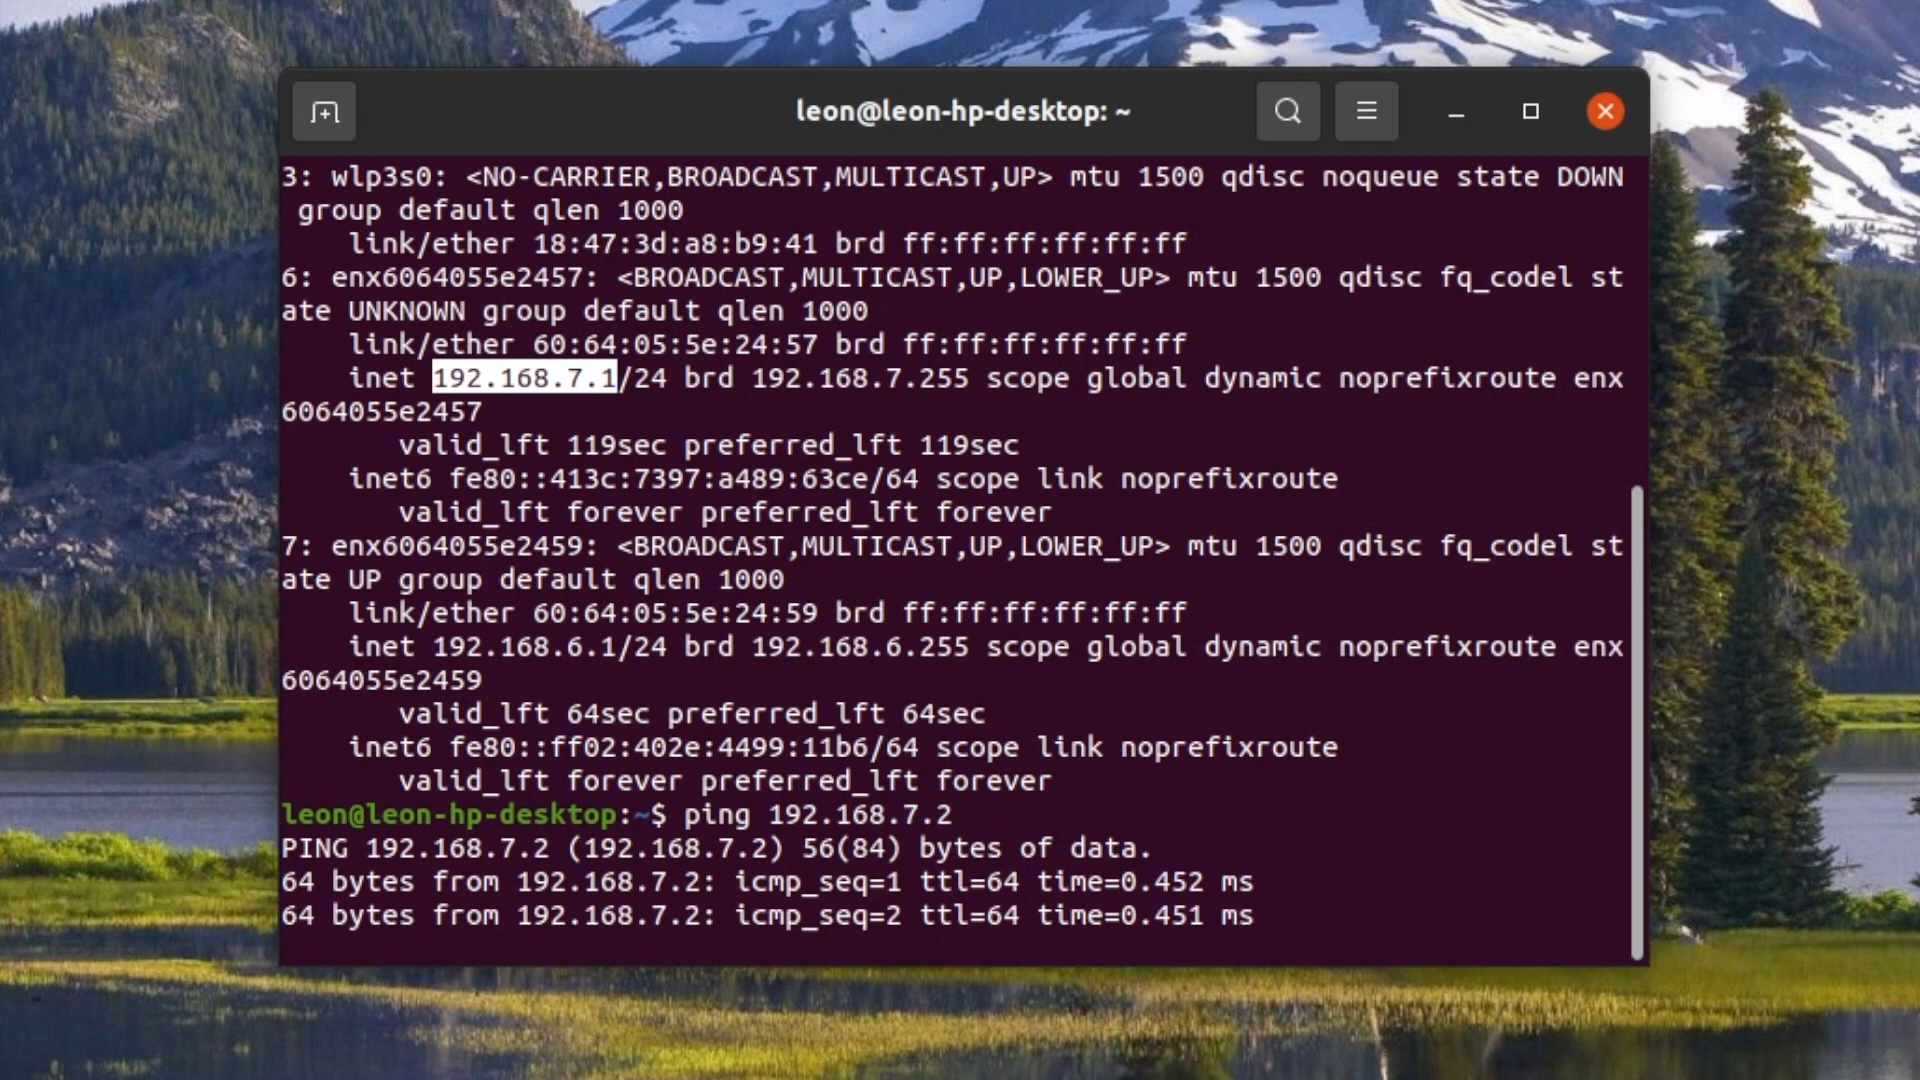 leon@leon-hp-desktop: ~
3: wlp3s0: <NO-CARRIER,BROADCAST,MULTICAST,UP> mtu 1500 qdisc noqueue state DOWN
 group default qlen 1000
    link/ether 18:47:3d:a8:b9:41 brd ff:ff:ff:ff:ff:ff
6: enx6064055e2457: <BROADCAST,MULTICAST,UP,LOWER_UP> mtu 1500 qdisc fq_codel st
ate UNKNOWN group default qlen 1000
    link/ether 60:64:05:5e:24:57 brd ff:ff:ff:ff:ff:ff
    inet 192.168.7.1/24 brd 192.168.7.255 scope global dynamic noprefixroute enx
6064055e2457
       valid_lft 119sec preferred_lft 119sec
    inet6 fe80::413c:7397:a489:63ce/64 scope link noprefixroute
       valid_lft forever preferred_lft forever
7: enx6064055e2459: <BROADCAST,MULTICAST,UP,LOWER_UP> mtu 1500 qdisc fq_codel st
ate UP group default qlen 1000
    link/ether 60:64:05:5e:24:59 brd ff:ff:ff:ff:ff:ff
    inet 192.168.6.1/24 brd 192.168.6.255 scope global dynamic noprefixroute enx
6064055e2459
       valid_lft 64sec preferred_lft 64sec
    inet6 fe80::ff02:402e:4499:11b6/64 scope link noprefixroute
       valid_lft forever preferred_lft forever
leon@leon-hp-desktop:~$ ping 192.168.7.2
PING 192.168.7.2 (192.168.7.2) 56(84) bytes of data.
64 bytes from 192.168.7.2: icmp_seq=1 ttl=64 time=0.452 ms
64 bytes from 192.168.7.2: icmp_seq=2 ttl=64 time=0.451 ms